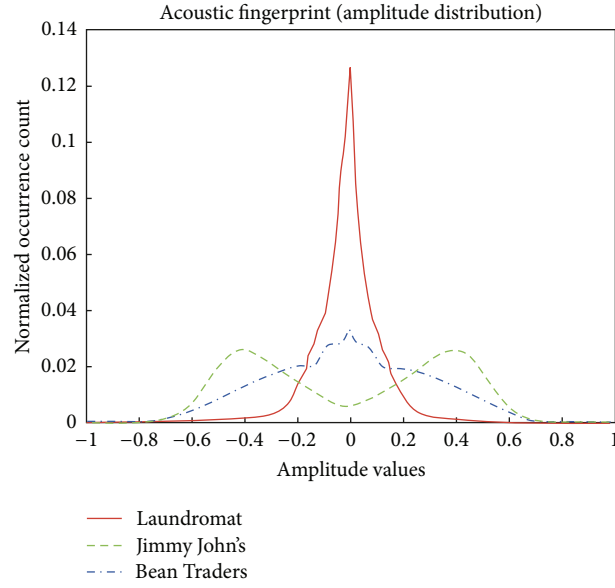 Acoustic fingerprint (amplitude distribution)
0.14
0.12
0.1
0.08
0.06
0.04
0.02
0
Normalized occurrence count
−1 −0.8 −0.6 −0.4 −0.2 0 0.2 0.4 0.6 0.8 1
Amplitude values
Laundromat
Jimmy John's
Bean Traders